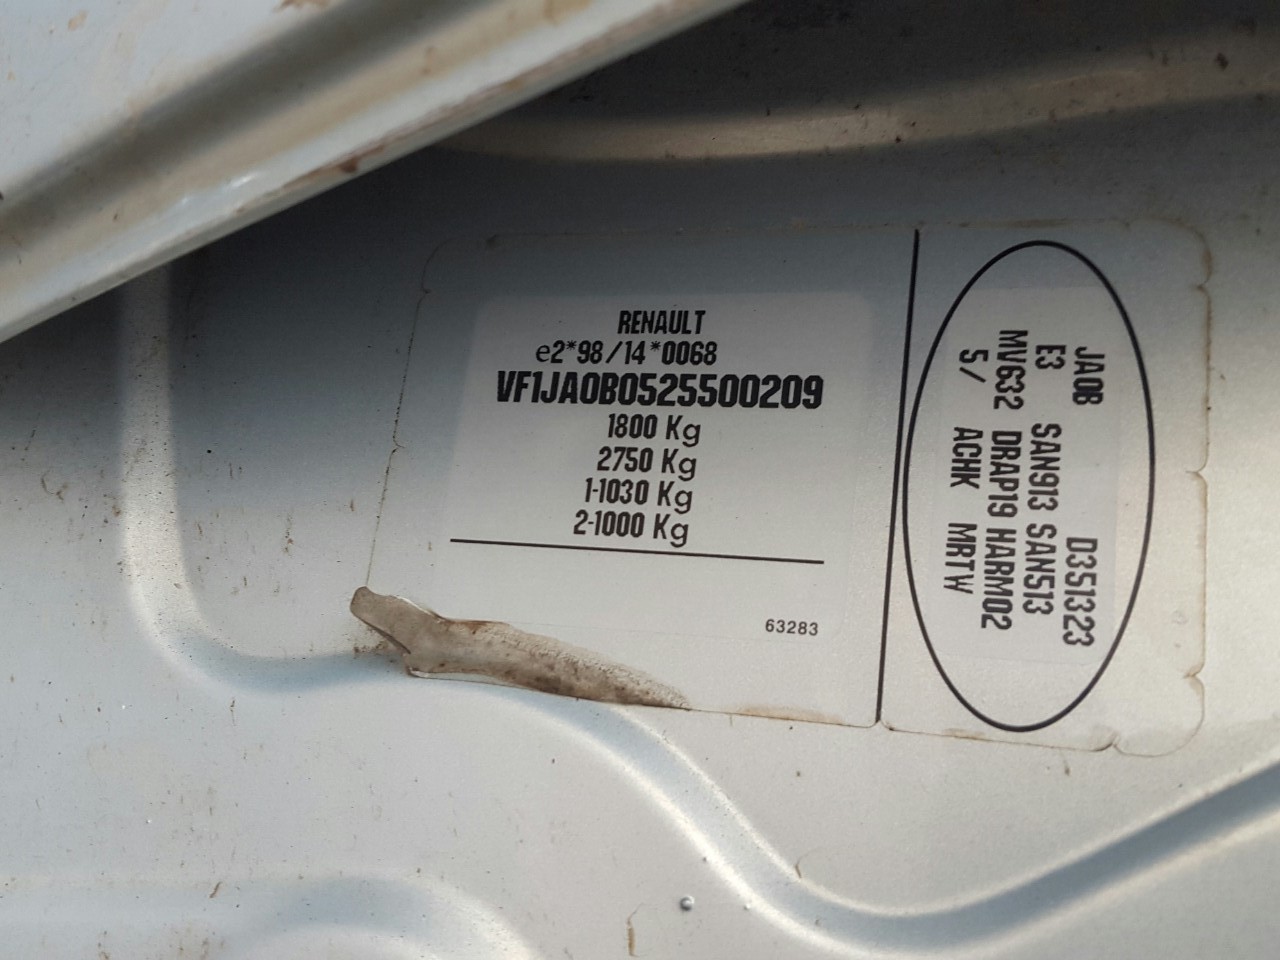 RENAULT
e2*98/14*0068
VF1JA0B0525500209
1800 Kg
2750 Kg
1-1030 Kg
2-1000 Kg
63283
JA0B D351323
E3 SAN913 SAN513
MV632 DRAP19 HARM02
5/ ACHK MRTW